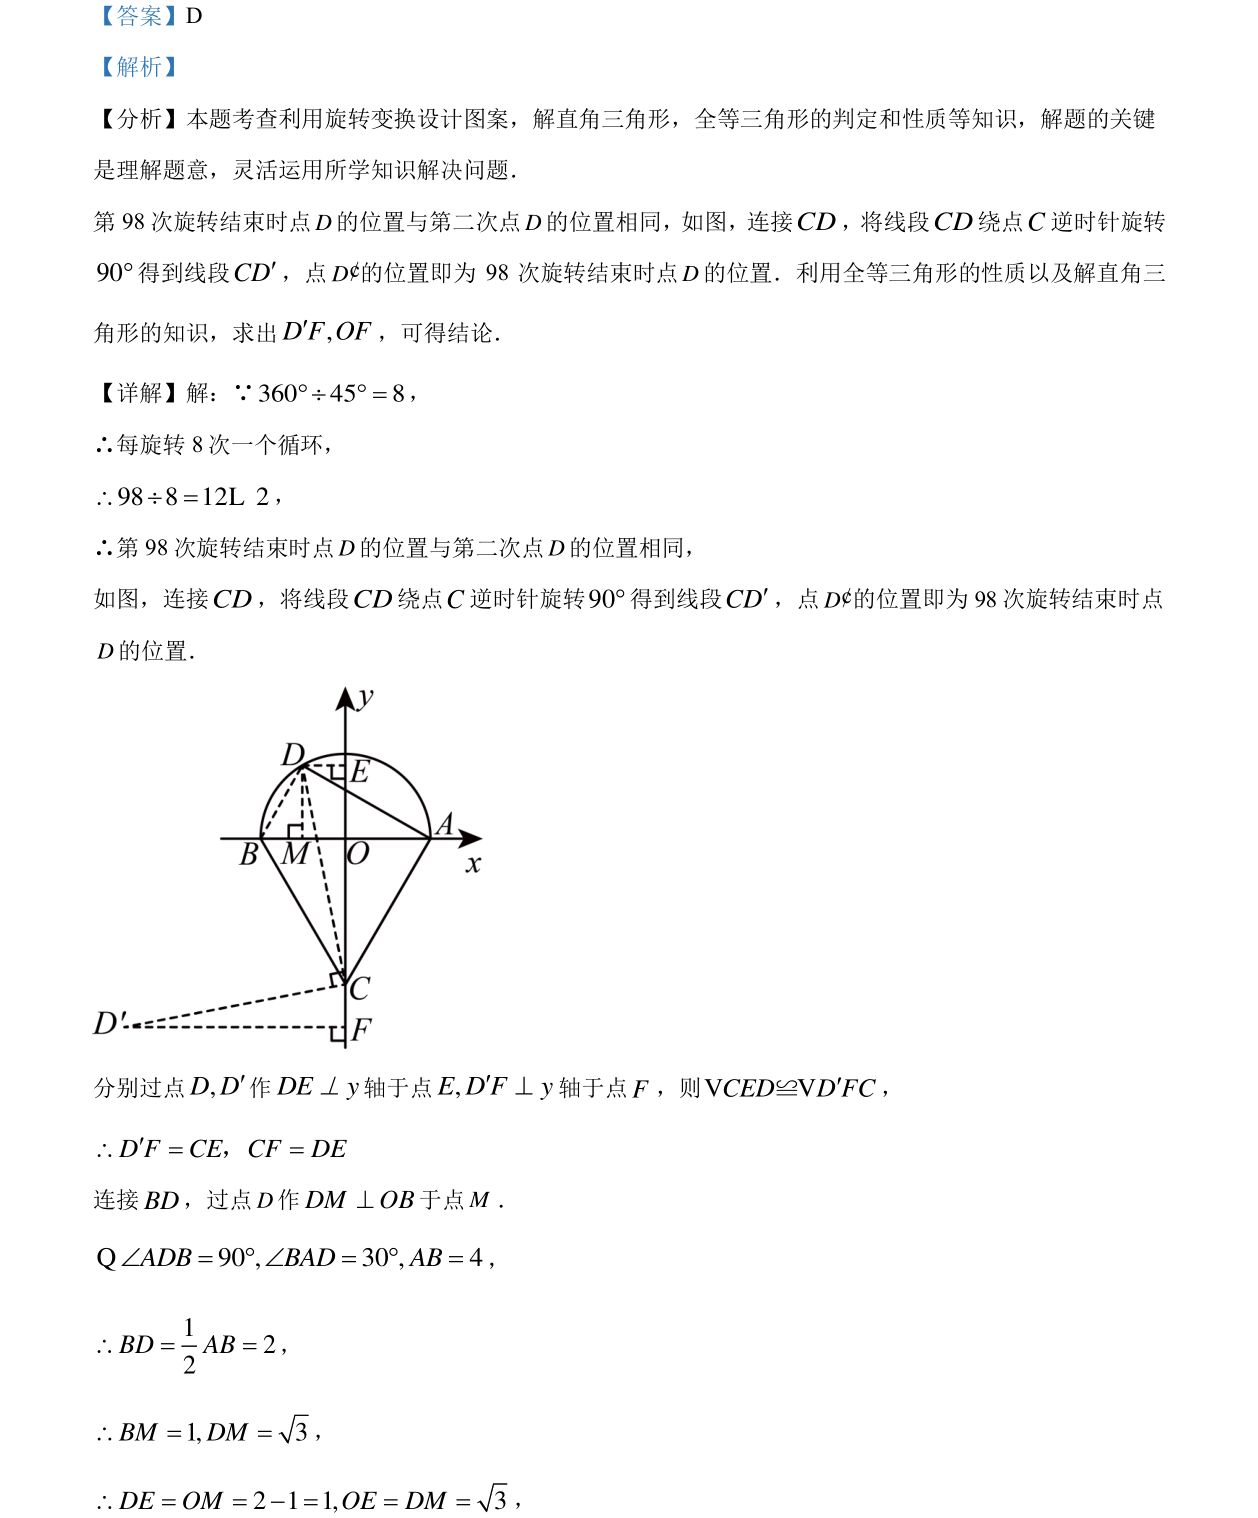 【答案】D
【解析】
【分析】本题考查利用旋转变换设计图案，解直角三角形，全等三角形的判定和性质等知识，解题的关键
是理解题意，灵活运用所学知识解决问题．
第 98 次旋转结束时点 D 的位置与第二次点 D 的位置相同，如图，连接 CD，将线段 CD 绕点 C 逆时针旋转
90° 得到线段 CD′，点 D¢的位置即为 98 次旋转结束时点 D 的位置．利用全等三角形的性质以及解直角三
角形的知识，求出 D′F,OF，可得结论．
【详解】解：∵360°÷45°=8，
∴每旋转 8 次一个循环，
∴98÷8=12L 2，
∴第 98 次旋转结束时点 D 的位置与第二次点 D 的位置相同，
如图，连接 CD，将线段 CD 绕点 C 逆时针旋转 90° 得到线段 CD′，点 D¢的位置即为 98 次旋转结束时点
D 的位置．
y
D
E
A
B M O
x
C
D′
F
分别过点 D,D′ 作 DE⊥y 轴于点 E,D′F⊥y 轴于点 F，则 VCED≌VD′FC，
∴D′F=CE，CF=DE
连接 BD，过点 D 作 DM⊥OB 于点 M．
Q∠ADB=90°,∠BAD=30°,AB=4，
∴BD=1/2 AB=2，
∴BM=1,DM=√3，
∴DE=OM=2−1=1,OE=DM=√3，